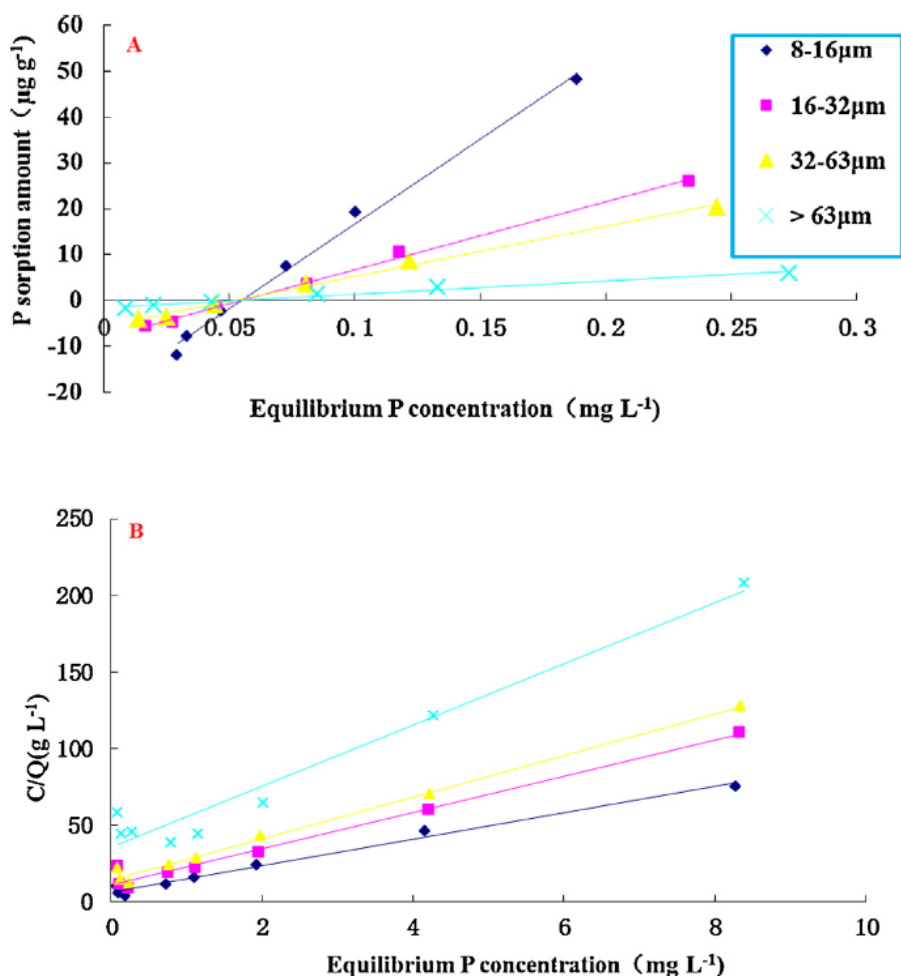 A
60
50
40
30
20
10
0
-10
-20
0
0.05
0.1
0.15
0.2
0.25
0.3
P sorption amount（µg g-1）
Equilibrium P concentration（mg L-1）
8-16µm
16-32µm
32-63µm
> 63µm
B
250
200
150
100
50
0
0
2
4
6
8
10
C/Q(g L-1)
Equilibrium P concentration（mg L-1）